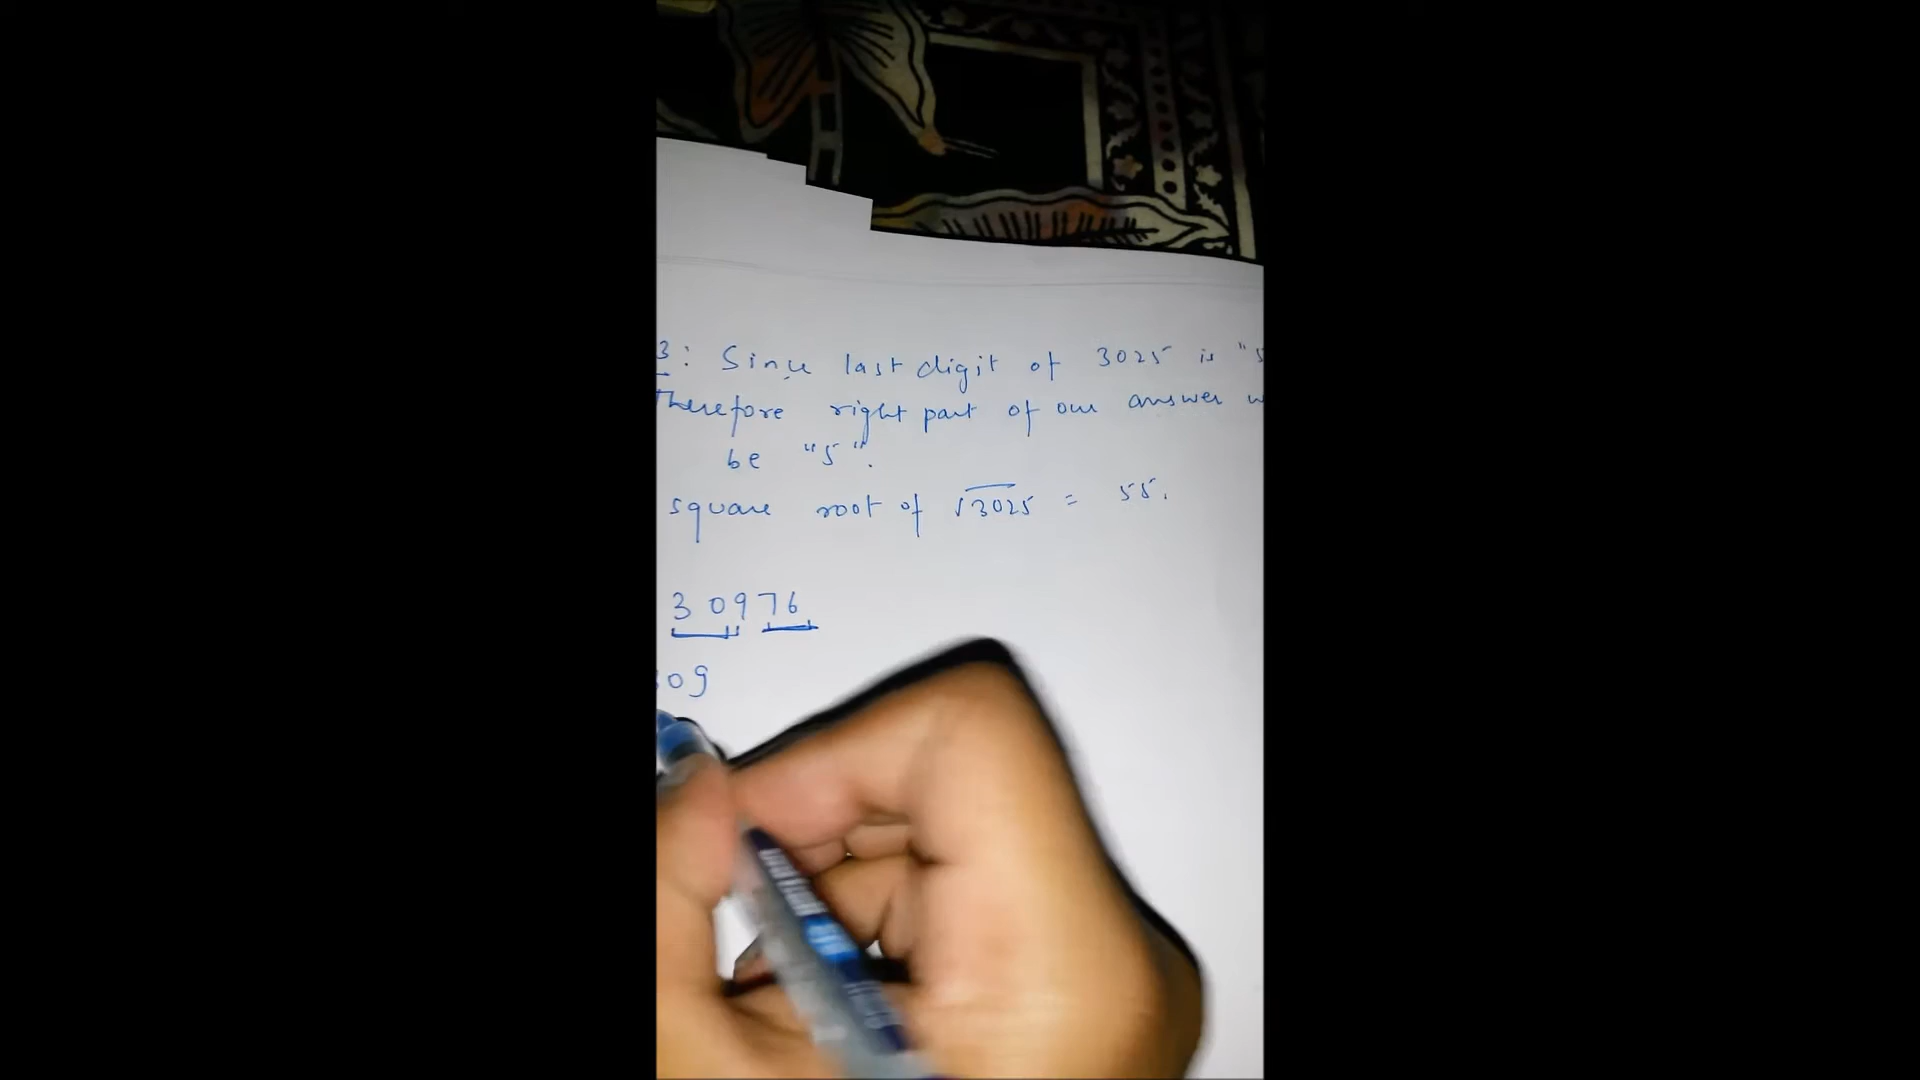 3: Since last digit of 3025 is "5
Therefore right part of our answer w
be "5".
square root of √3025 = 55.
30976
309